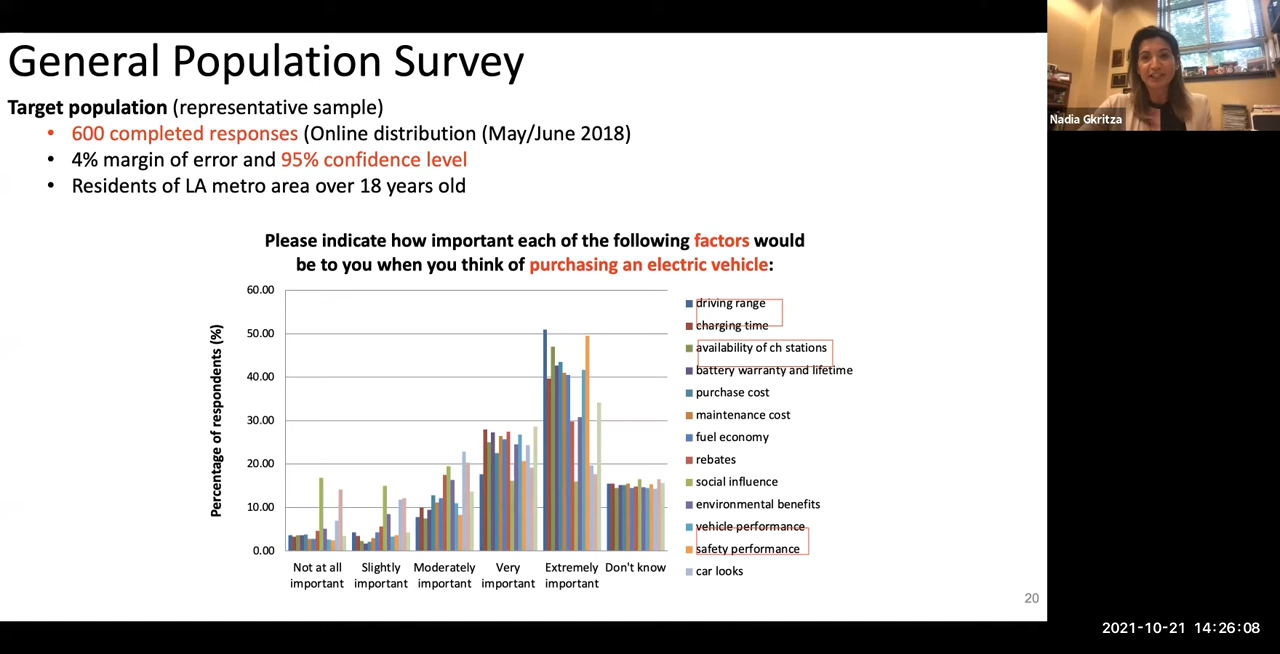 General Population Survey
Target population (representative sample)
• 600 completed responses (Online distribution (May/June 2018)
• 4% margin of error and 95% confidence level
• Residents of LA metro area over 18 years old
Nadia Gkritza
Please indicate how important each of the following factors would
be to you when you think of purchasing an electric vehicle:
Percentage of respondents (%)
60.00
50.00
40.00
30.00
20.00
10.00
0.00
Not at all important
Slightly important
Moderately important
Very important
Extremely important
Don't know
driving range
charging time
availability of ch stations
battery warranty and lifetime
purchase cost
maintenance cost
fuel economy
rebates
social influence
environmental benefits
vehicle performance
safety performance
car looks
20
2021-10-21 14:26:08